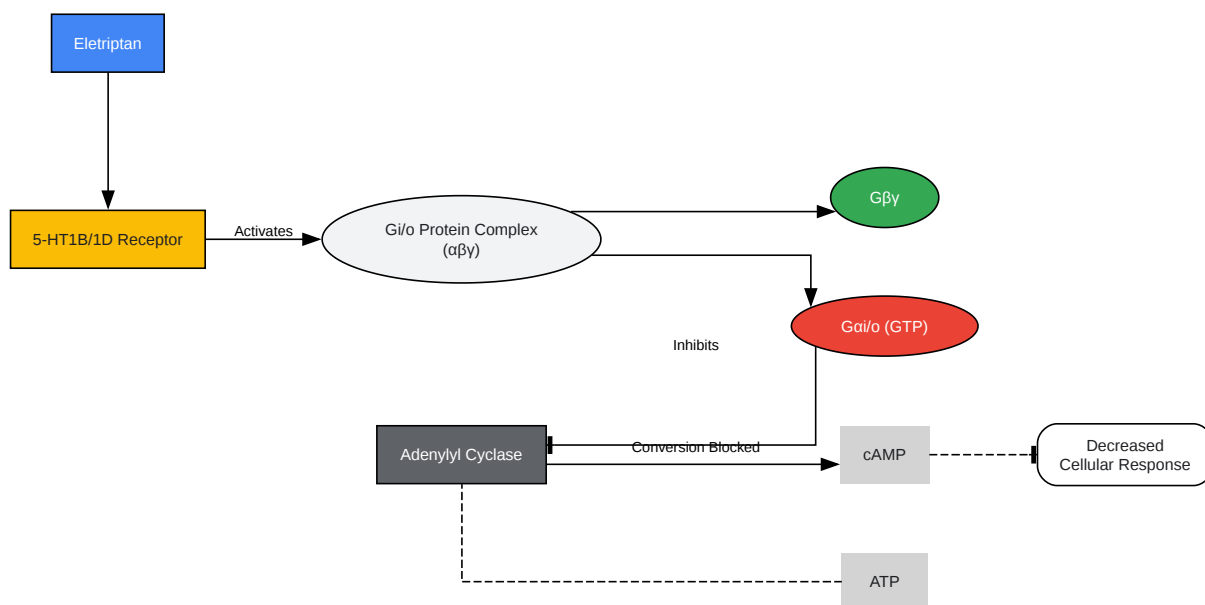 Eletriptan
Gβγ
5-HT1B/1D Receptor
Activates
Gi/o Protein Complex
(αβγ)
Gαi/o (GTP)
Inhibits
Adenylyl Cyclase
Conversion Blocked
cAMP
Decreased
Cellular Response
ATP